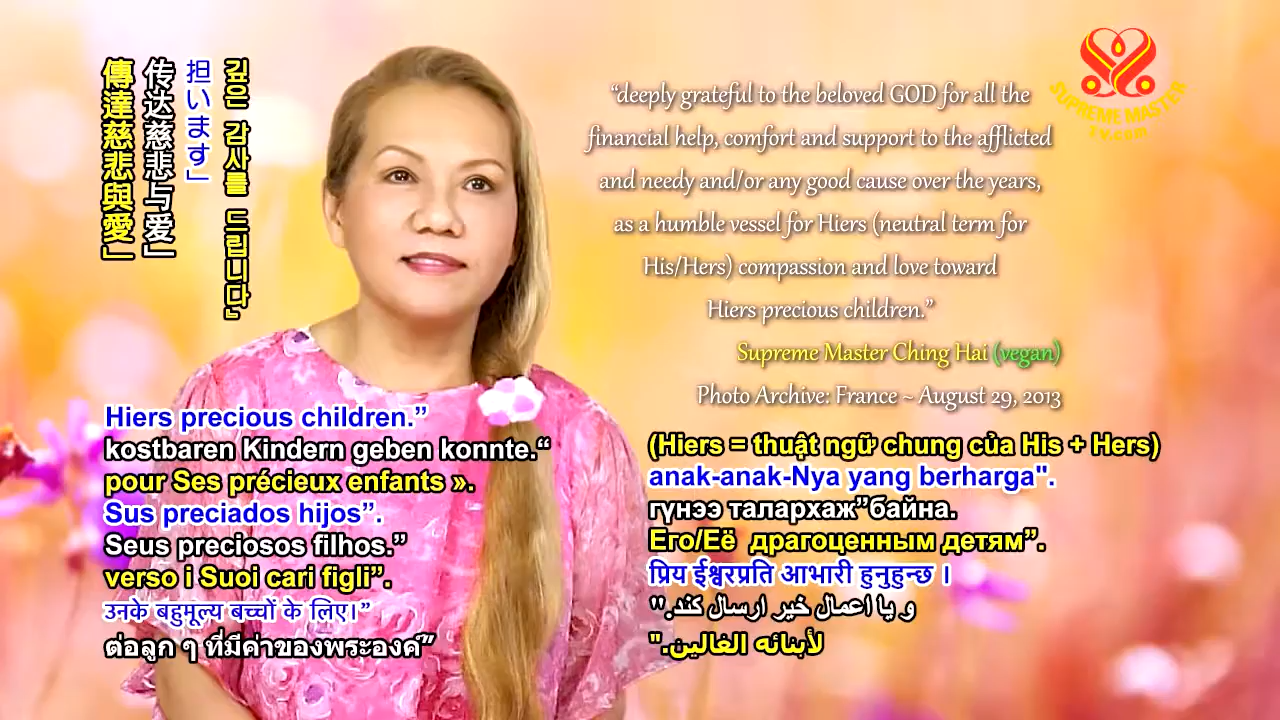 傳達慈悲與愛」
传达慈悲与爱」
担います」
깊은 감사를 드립니다』
“deeply grateful to the beloved GOD for all the
financial help, comfort and support to the afflicted
and needy and/or any good cause over the years,
as a humble vessel for Hiers (neutral term for
His/Hers) compassion and love toward
Hiers precious children.”
Supreme Master Ching Hai (vegan)
Photo Archive: France ~ August 29, 2013
SUPREME MASTER
TV.com
Hiers precious children.”
kostbaren Kindern geben konnte.“
pour Ses précieux enfants ».
Sus preciados hijos”.
Seus preciosos filhos.”
verso i Suoi cari figli”.
उनके बहुमूल्य बच्चों के लिए।”
ต่อลูก ๆ ที่มีค่าของพระองค์”
(Hiers = thuật ngữ chung của His + Hers)
anak-anak-Nya yang berharga".
гүнээ талархаж”байна.
Его/Её драгоценным детям”.
प्रिय ईश्वरप्रति आभारी हुनुहुन्छ ।
و یا اعمال خیر ارسال کند."
لأبنائه الغالين."